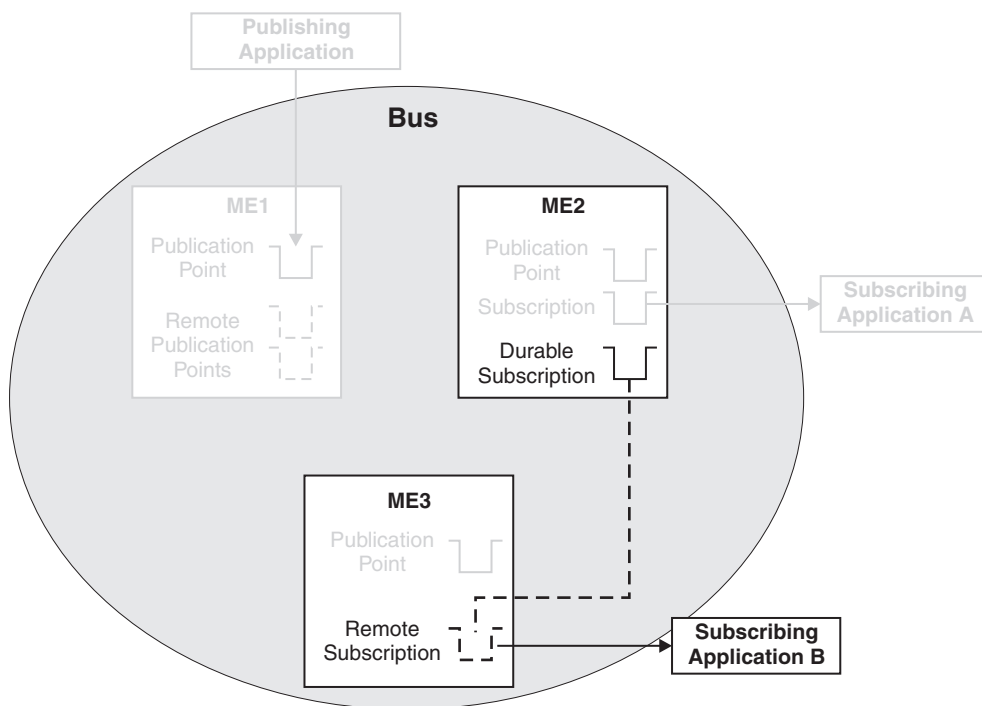 Publishing
Application
Bus
ME1
Publication
Point
Remote
Publication
Points
ME2
Publication
Point
Subscription
Durable
Subscription
Subscribing
Application A
ME3
Publication
Point
Remote
Subscription
Subscribing
Application B